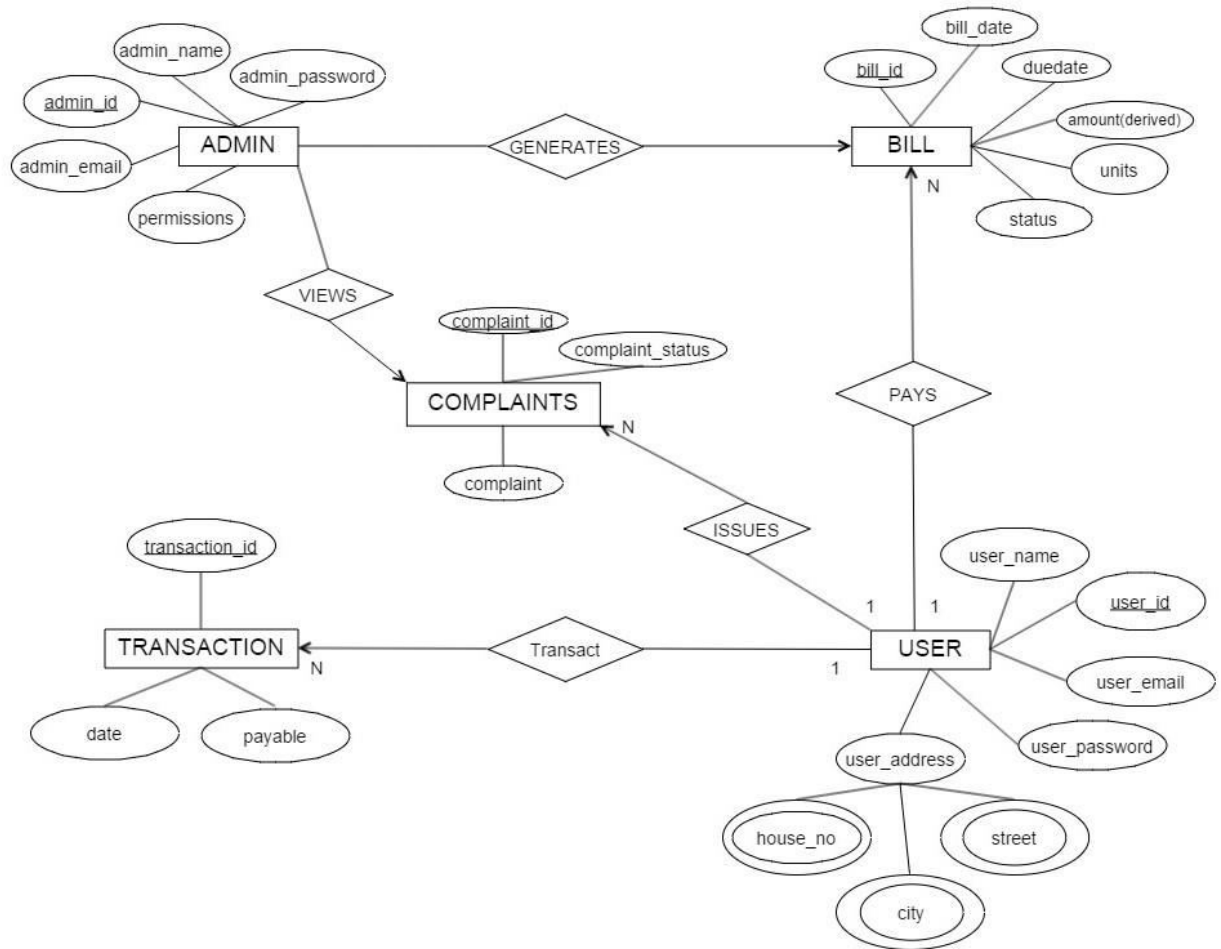 bill_date
admin_name
admin_password
bill_id
duedate
admin_id
amount(derived)
ADMIN
GENERATES
BILL
admin_email
units
N
permissions
status
VIEWS
complaint_id
complaint_status
COMPLAINTS
PAYS
N
complaint
ISSUES
transaction_id
user_name
user_id
1
1
TRANSACTION
Transact
USER
N
1
user_email
date
payable
user_password
user_address
house_no
street
city